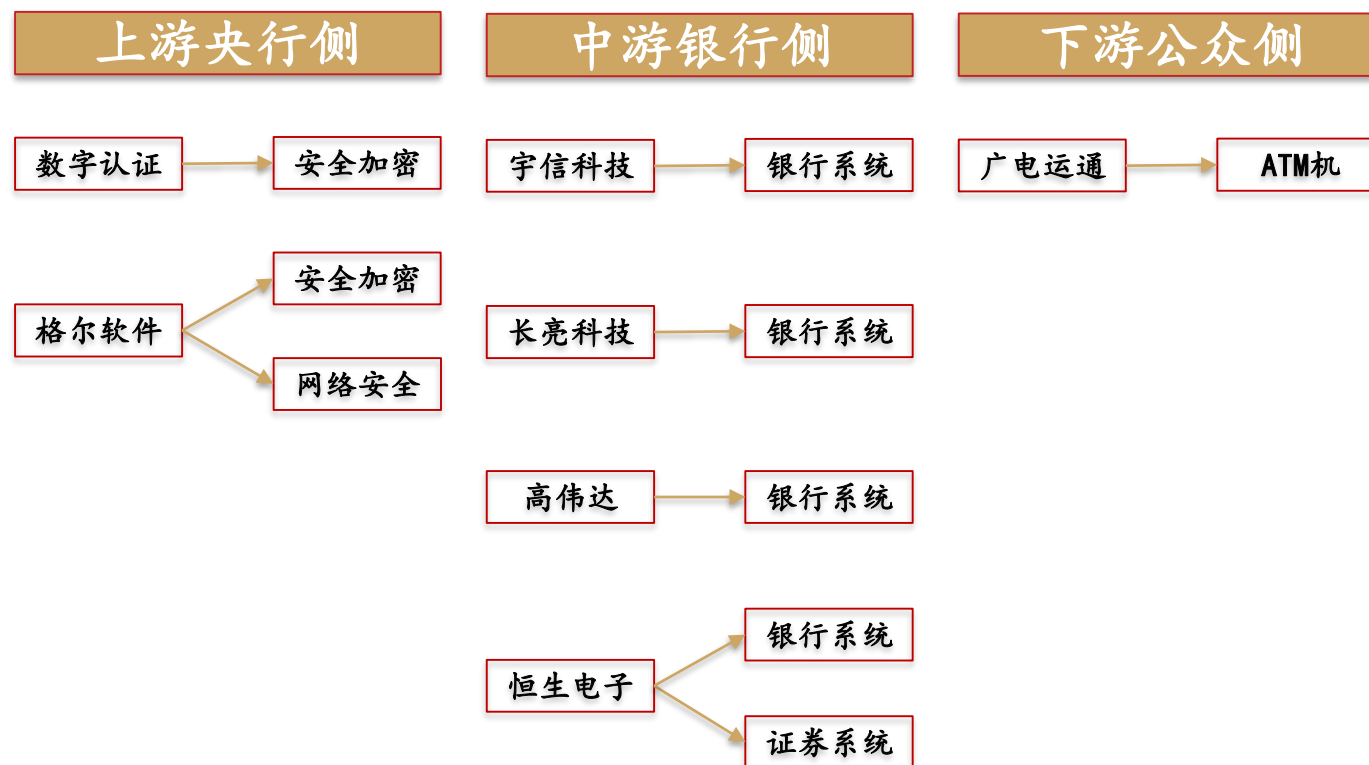 上游央行侧
数字认证
安全加密
格尔软件
安全加密
网络安全
中游银行侧
宇信科技
银行系统
长亮科技
银行系统
高伟达
银行系统
恒生电子
银行系统
证券系统
下游公众侧
广电运通
ATM机